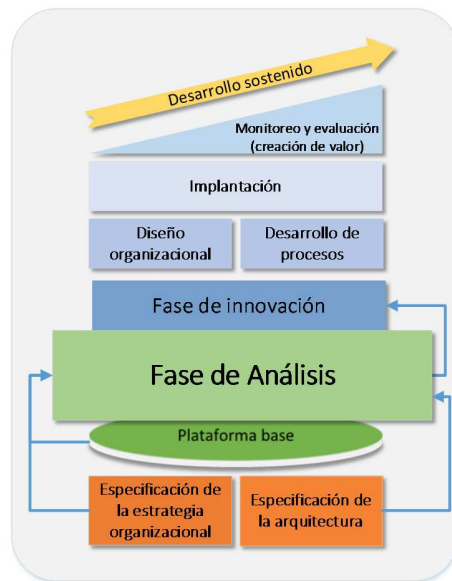 Desarrollo sostenido
Monitoreo y evaluación
(creación de valor)
Implantación
Diseño
organizacional
Desarrollo de
procesos
Fase de innovación
Fase de Análisis
Plataforma base
Especificación de
la estrategia
organizacional
Especificación de
la arquitectura